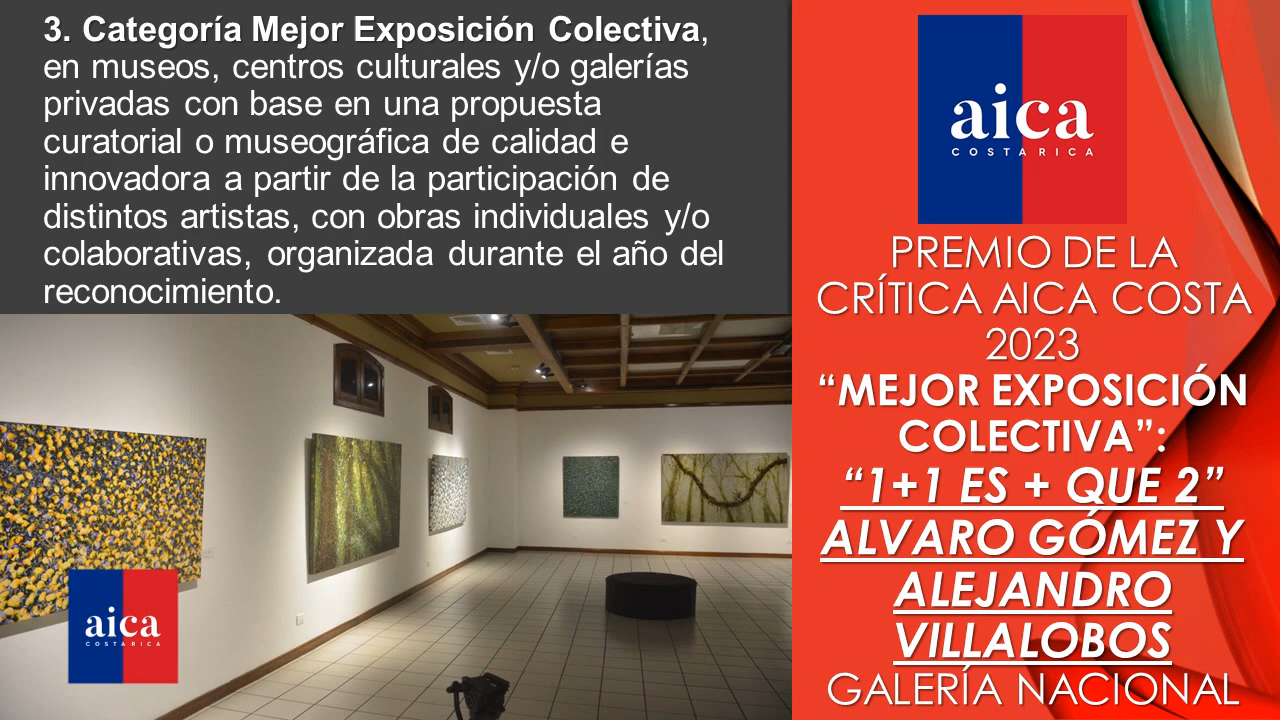 3. Categoría Mejor Exposición Colectiva,
en museos, centros culturales y/o galerías
privadas con base en una propuesta
curatorial o museográfica de calidad e
innovadora a partir de la participación de
distintos artistas, con obras individuales y/o
colaborativas, organizada durante el año del
reconocimiento.
aica
COSTARICA
aica
COSTARICA
PREMIO DE LA
CRÍTICA AICA COSTA
2023
“MEJOR EXPOSICIÓN
COLECTIVA”:
“1+1 ES + QUE 2”
ALVARO GÓMEZ Y
ALEJANDRO
VILLALOBOS
GALERÍA NACIONAL